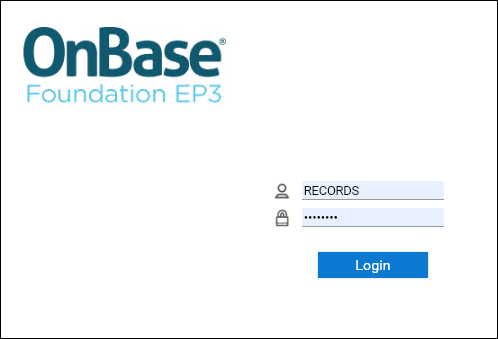 OnBase®
Foundation EP3
RECORDS
••••••••
Login